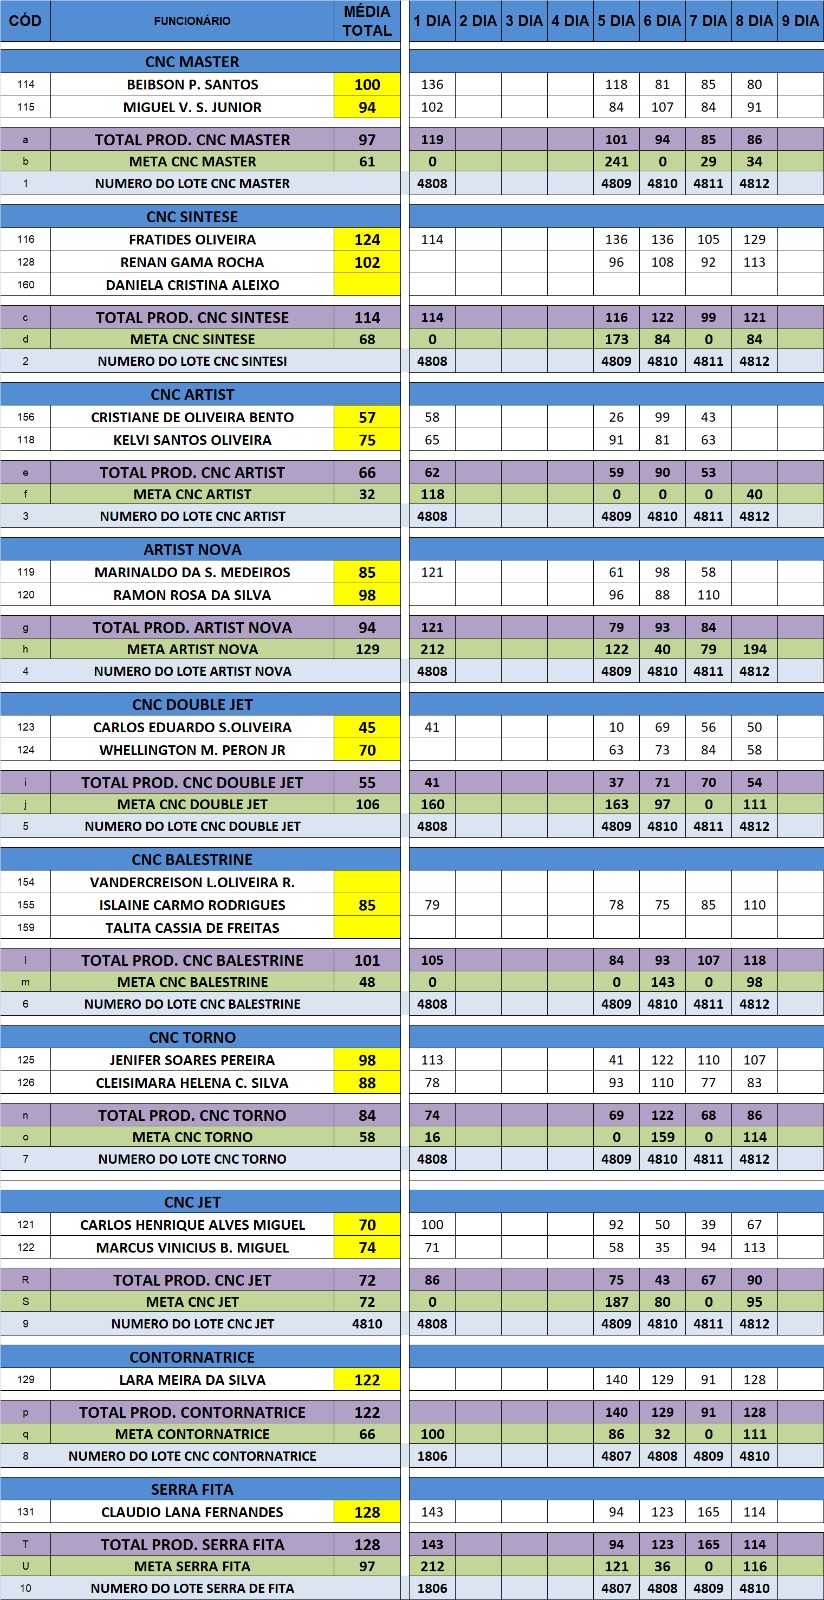 CÓD FUNCIONÁRIO MÉDIA TOTAL 1 DIA 2 DIA 3 DIA 4 DIA 5 DIA 6 DIA 7 DIA 8 DIA 9 DIA
CNC MASTER
114 BEIBSON P. SANTOS 100 136 118 81 85 80
115 MIGUEL V. S. JUNIOR 94 102 84 107 84 91
a TOTAL PROD. CNC MASTER 97 119 101 94 85 86
b META CNC MASTER 61 0 241 0 29 34
1 NUMERO DO LOTE CNC MASTER 4808 4809 4810 4811 4812
CNC SINTESE
116 FRATIDES OLIVEIRA 124 114 136 136 105 129
128 RENAN GAMA ROCHA 102 96 108 92 113
160 DANIELA CRISTINA ALEIXO
c TOTAL PROD. CNC SINTESE 114 114 116 122 99 121
d META CNC SINTESE 68 0 173 84 0 84
2 NUMERO DO LOTE CNC SINTESI 4808 4809 4810 4811 4812
CNC ARTIST
156 CRISTIANE DE OLIVEIRA BENTO 57 58 26 99 43
118 KELVI SANTOS OLIVEIRA 75 65 91 81 63
e TOTAL PROD. CNC ARTIST 66 62 59 90 53
f META CNC ARTIST 32 118 0 0 0 40
3 NUMERO DO LOTE CNC ARTIST 4808 4809 4810 4811 4812
ARTIST NOVA
119 MARINALDO DA S. MEDEIROS 85 121 61 98 58
120 RAMON ROSA DA SILVA 98 96 88 110
g TOTAL PROD. ARTIST NOVA 94 121 79 93 84
h META ARTIST NOVA 129 212 122 40 79 194
4 NUMERO DO LOTE ARTIST NOVA 4808 4809 4810 4811 4812
CNC DOUBLE JET
123 CARLOS EDUARDO S.OLIVEIRA 45 41 10 69 56 50
124 WHELLINGTON M. PERON JR 70 63 73 84 58
i TOTAL PROD. CNC DOUBLE JET 55 41 37 71 70 54
j META CNC DOUBLE JET 106 160 163 97 0 111
5 NUMERO DO LOTE CNC DOUBLE JET 4808 4809 4810 4811 4812
CNC BALESTRINE
154 VANDERCREISON L.OLIVEIRA R.
155 ISLAINE CARMO RODRIGUES 85 79 78 75 85 110
159 TALITA CASSIA DE FREITAS
l TOTAL PROD. CNC BALESTRINE 101 105 84 93 107 118
m META CNC BALESTRINE 48 0 0 143 0 98
6 NUMERO DO LOTE CNC BALESTRINE 4808 4809 4810 4811 4812
CNC TORNO
125 JENIFER SOARES PEREIRA 98 113 41 122 110 107
126 CLEISIMARA HELENA C. SILVA 88 78 93 110 77 83
n TOTAL PROD. CNC TORNO 84 74 69 122 68 86
o META CNC TORNO 58 16 0 159 0 114
7 NUMERO DO LOTE CNC TORNO 4808 4809 4810 4811 4812
CNC JET
121 CARLOS HENRIQUE ALVES MIGUEL 70 100 92 50 39 67
122 MARCUS VINICIUS B. MIGUEL 74 71 58 35 94 113
R TOTAL PROD. CNC JET 72 86 75 43 67 90
S META CNC JET 72 0 187 80 0 95
9 NUMERO DO LOTE CNC JET 4810 4808 4809 4810 4811 4812
CONTORNATRICE
129 LARA MEIRA DA SILVA 122 140 129 91 128
p TOTAL PROD. CONTORNATRICE 122 140 129 91 128
q META CONTORNATRICE 66 100 86 32 0 111
8 NUMERO DO LOTE CNC CONTORNATRICE 1806 4807 4808 4809 4810
SERRA FITA
131 CLAUDIO LANA FERNANDES 128 143 94 123 165 114
T TOTAL PROD. SERRA FITA 128 143 94 123 165 114
U META SERRA FITA 97 212 121 36 0 116
10 NUMERO DO LOTE SERRA DE FITA 1806 4807 4808 4809 4810